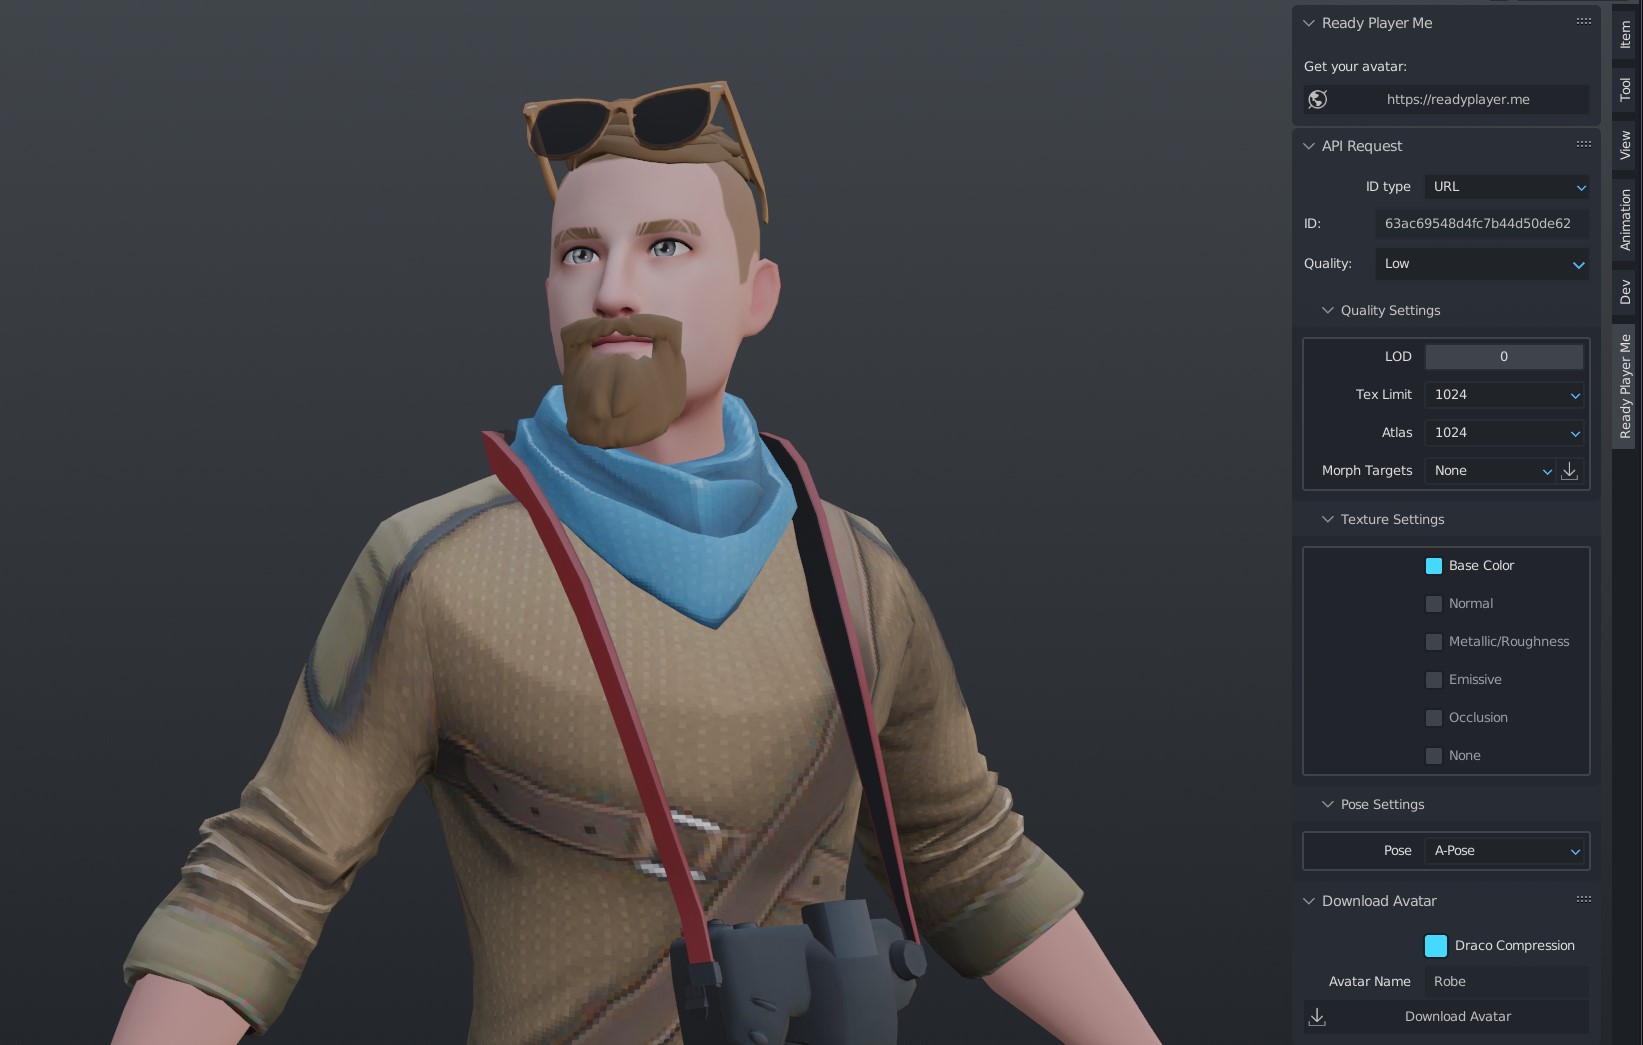 Ready Player Me
Get your avatar:
https://readyplayer.me
API Request
ID type URL
ID: 63ac69548d4fc7b44d50de62
Quality: Low
Quality Settings
LOD 0
Tex Limit 1024
Atlas 1024
Morph Targets None
Texture Settings
Base Color
Normal
Metallic/Roughness
Emissive
Occlusion
None
Pose Settings
Pose A-Pose
Download Avatar
Draco Compression
Avatar Name Robe
Download Avatar
Item
Tool
View
Animation
Dev
Ready Player Me